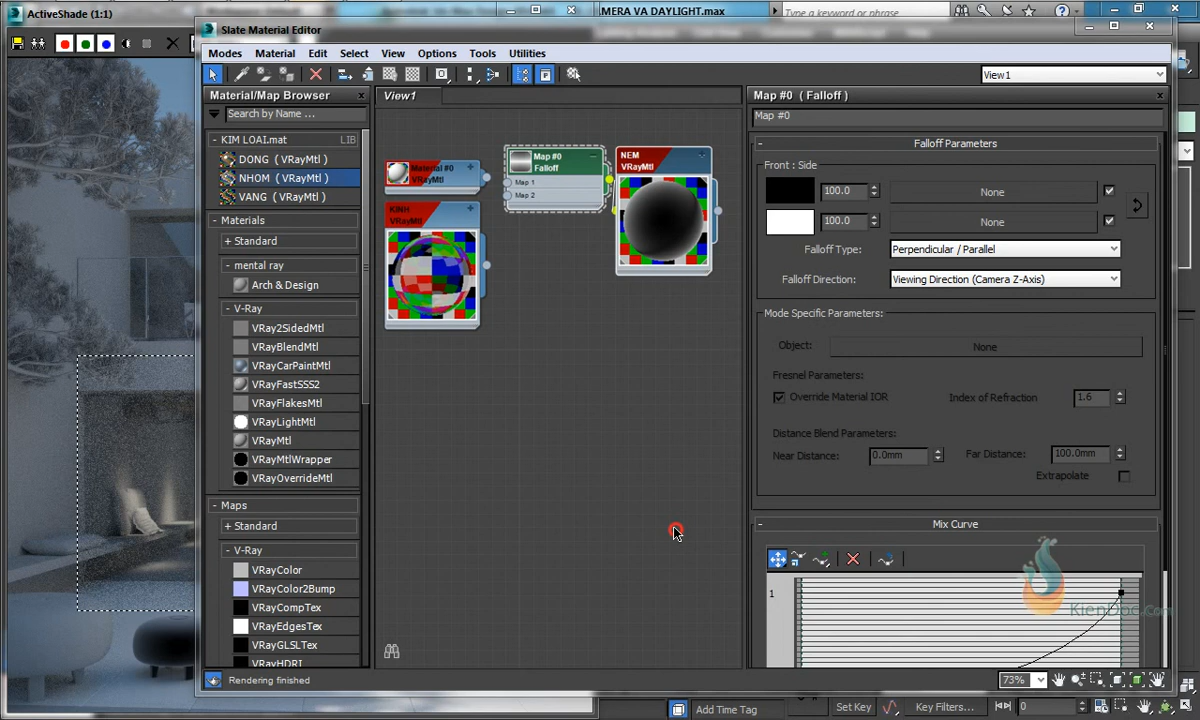 ActiveShade (1:1)
MERA VA DAYLIGHT.max
Type a keyword or phrase
Slate Material Editor
Modes Material Edit Select View Options Tools Utilities
View1
Material/Map Browser
Search by Name ...
- KIM LOAI.mat LIB
DONG ( VRayMtl )
NHOM ( VRayMtl )
VANG ( VRayMtl )
- Materials
+ Standard
- mental ray
Arch & Design
- V-Ray
VRay2SidedMtl
VRayBlendMtl
VRayCarPaintMtl
VRayFastSSS2
VRayFlakesMtl
VRayLightMtl
VRayMtl
VRayMtlWrapper
VRayOverrideMtl
- Maps
+ Standard
- V-Ray
VRayColor
VRayColor2Bump
VRayCompTex
VRayEdgesTex
VRayGLSLTex
VRayHDRI
View1
Material #0
VRayMtl
KINH
VRayMtl
Map #0
Falloff
Map 1
Map 2
NEM
VRayMtl
Map #0 ( Falloff )
Map #0
- Falloff Parameters
Front : Side
100.0 None
100.0 None
Falloff Type: Perpendicular / Parallel
Falloff Direction: Viewing Direction (Camera Z-Axis)
Mode Specific Parameters:
Object: None
Fresnel Parameters:
Override Material IOR Index of Refraction 1.6
Distance Blend Parameters:
Near Distance: 0.0mm Far Distance: 100.0mm
Extrapolate
- Mix Curve
1
KienDoc.Com
Rendering finished
73%
Add Time Tag
Set Key
Key Filters...
0